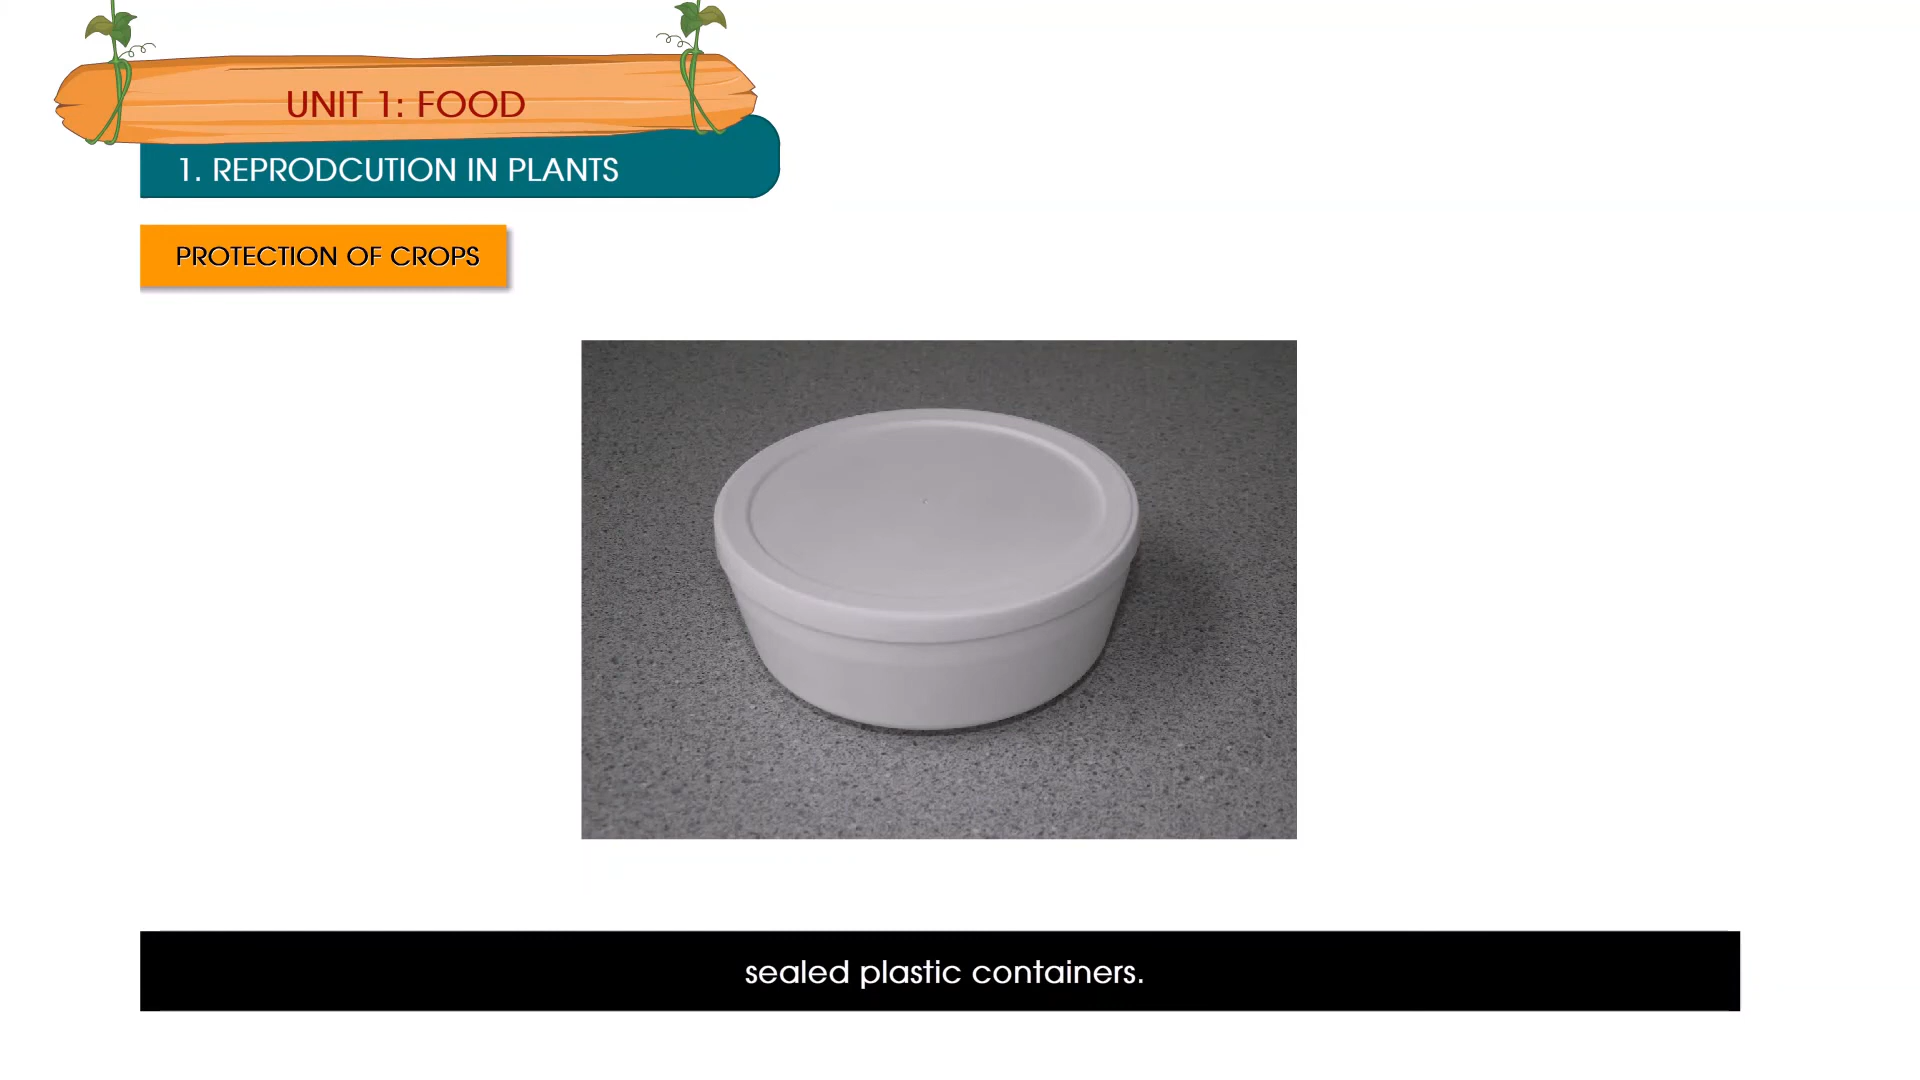 UNIT 1: FOOD
1. REPRODCUTION IN PLANTS
PROTECTION OF CROPS
sealed plastic containers.